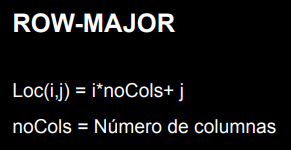 ROW-MAJOR
Loc(i,j) = i*noCols+ j
noCols = Número de columnas